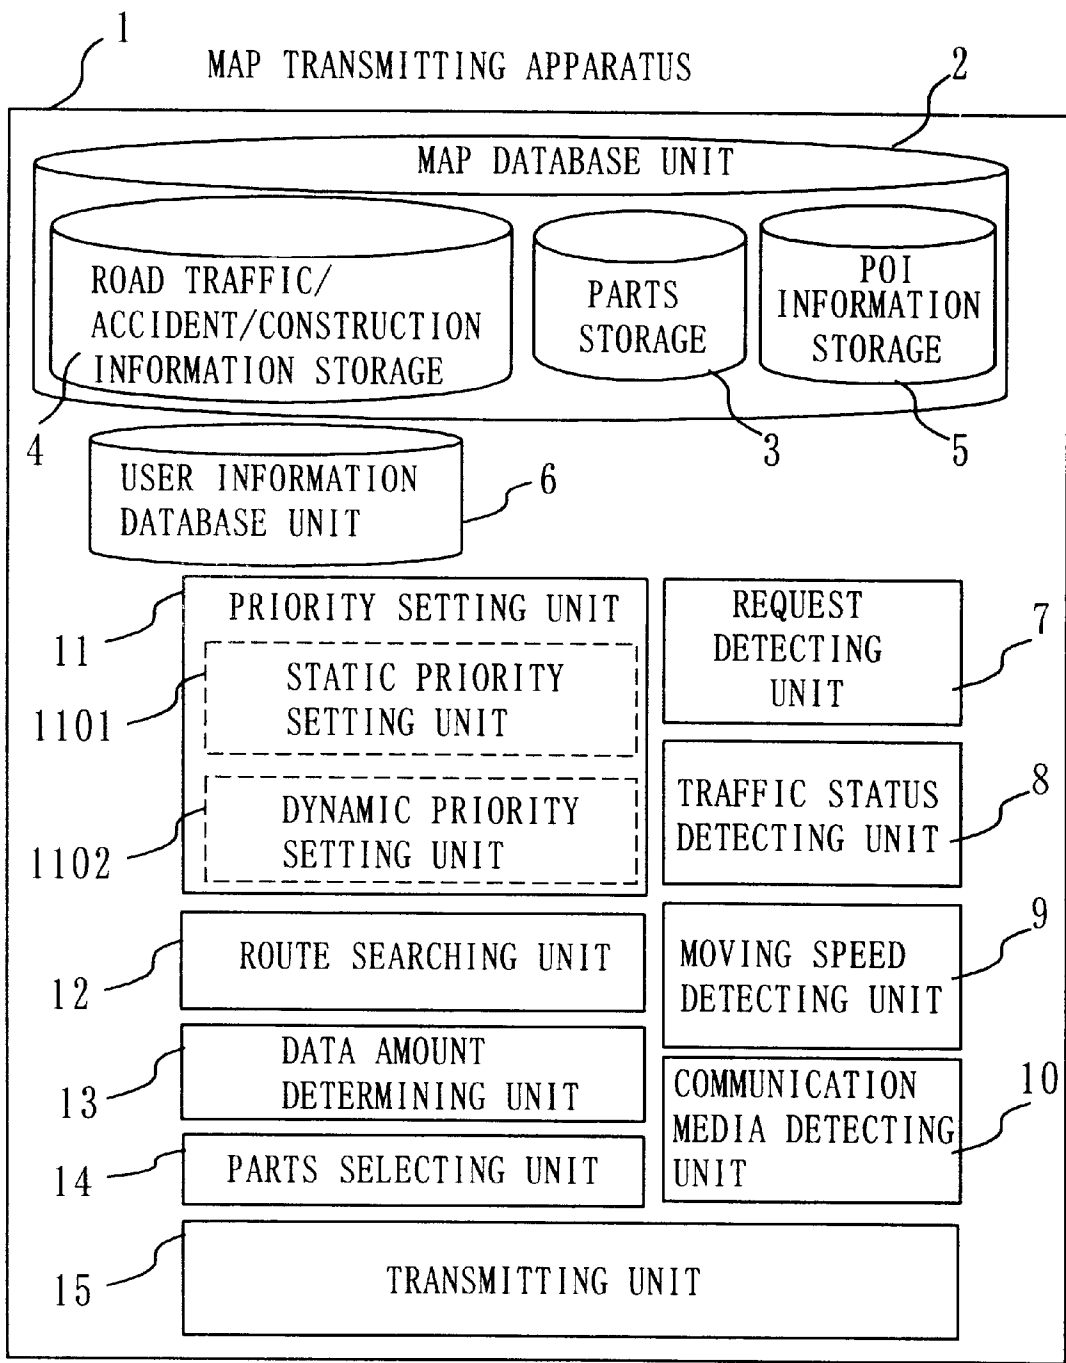 1
MAP TRANSMITTING APPARATUS
2
MAP DATABASE UNIT
ROAD TRAFFIC/
ACCIDENT/CONSTRUCTION
INFORMATION STORAGE
4
PARTS
STORAGE
3
POI
INFORMATION
STORAGE
5
USER INFORMATION
DATABASE UNIT
6
11
PRIORITY SETTING UNIT
1101
STATIC PRIORITY
SETTING UNIT
1102
DYNAMIC PRIORITY
SETTING UNIT
REQUEST
DETECTING
UNIT
7
TRAFFIC STATUS
DETECTING UNIT
8
12
ROUTE SEARCHING UNIT
MOVING SPEED
DETECTING UNIT
9
13
DATA AMOUNT
DETERMINING UNIT
COMMUNICATION
MEDIA DETECTING
UNIT
10
14
PARTS SELECTING UNIT
15
TRANSMITTING UNIT